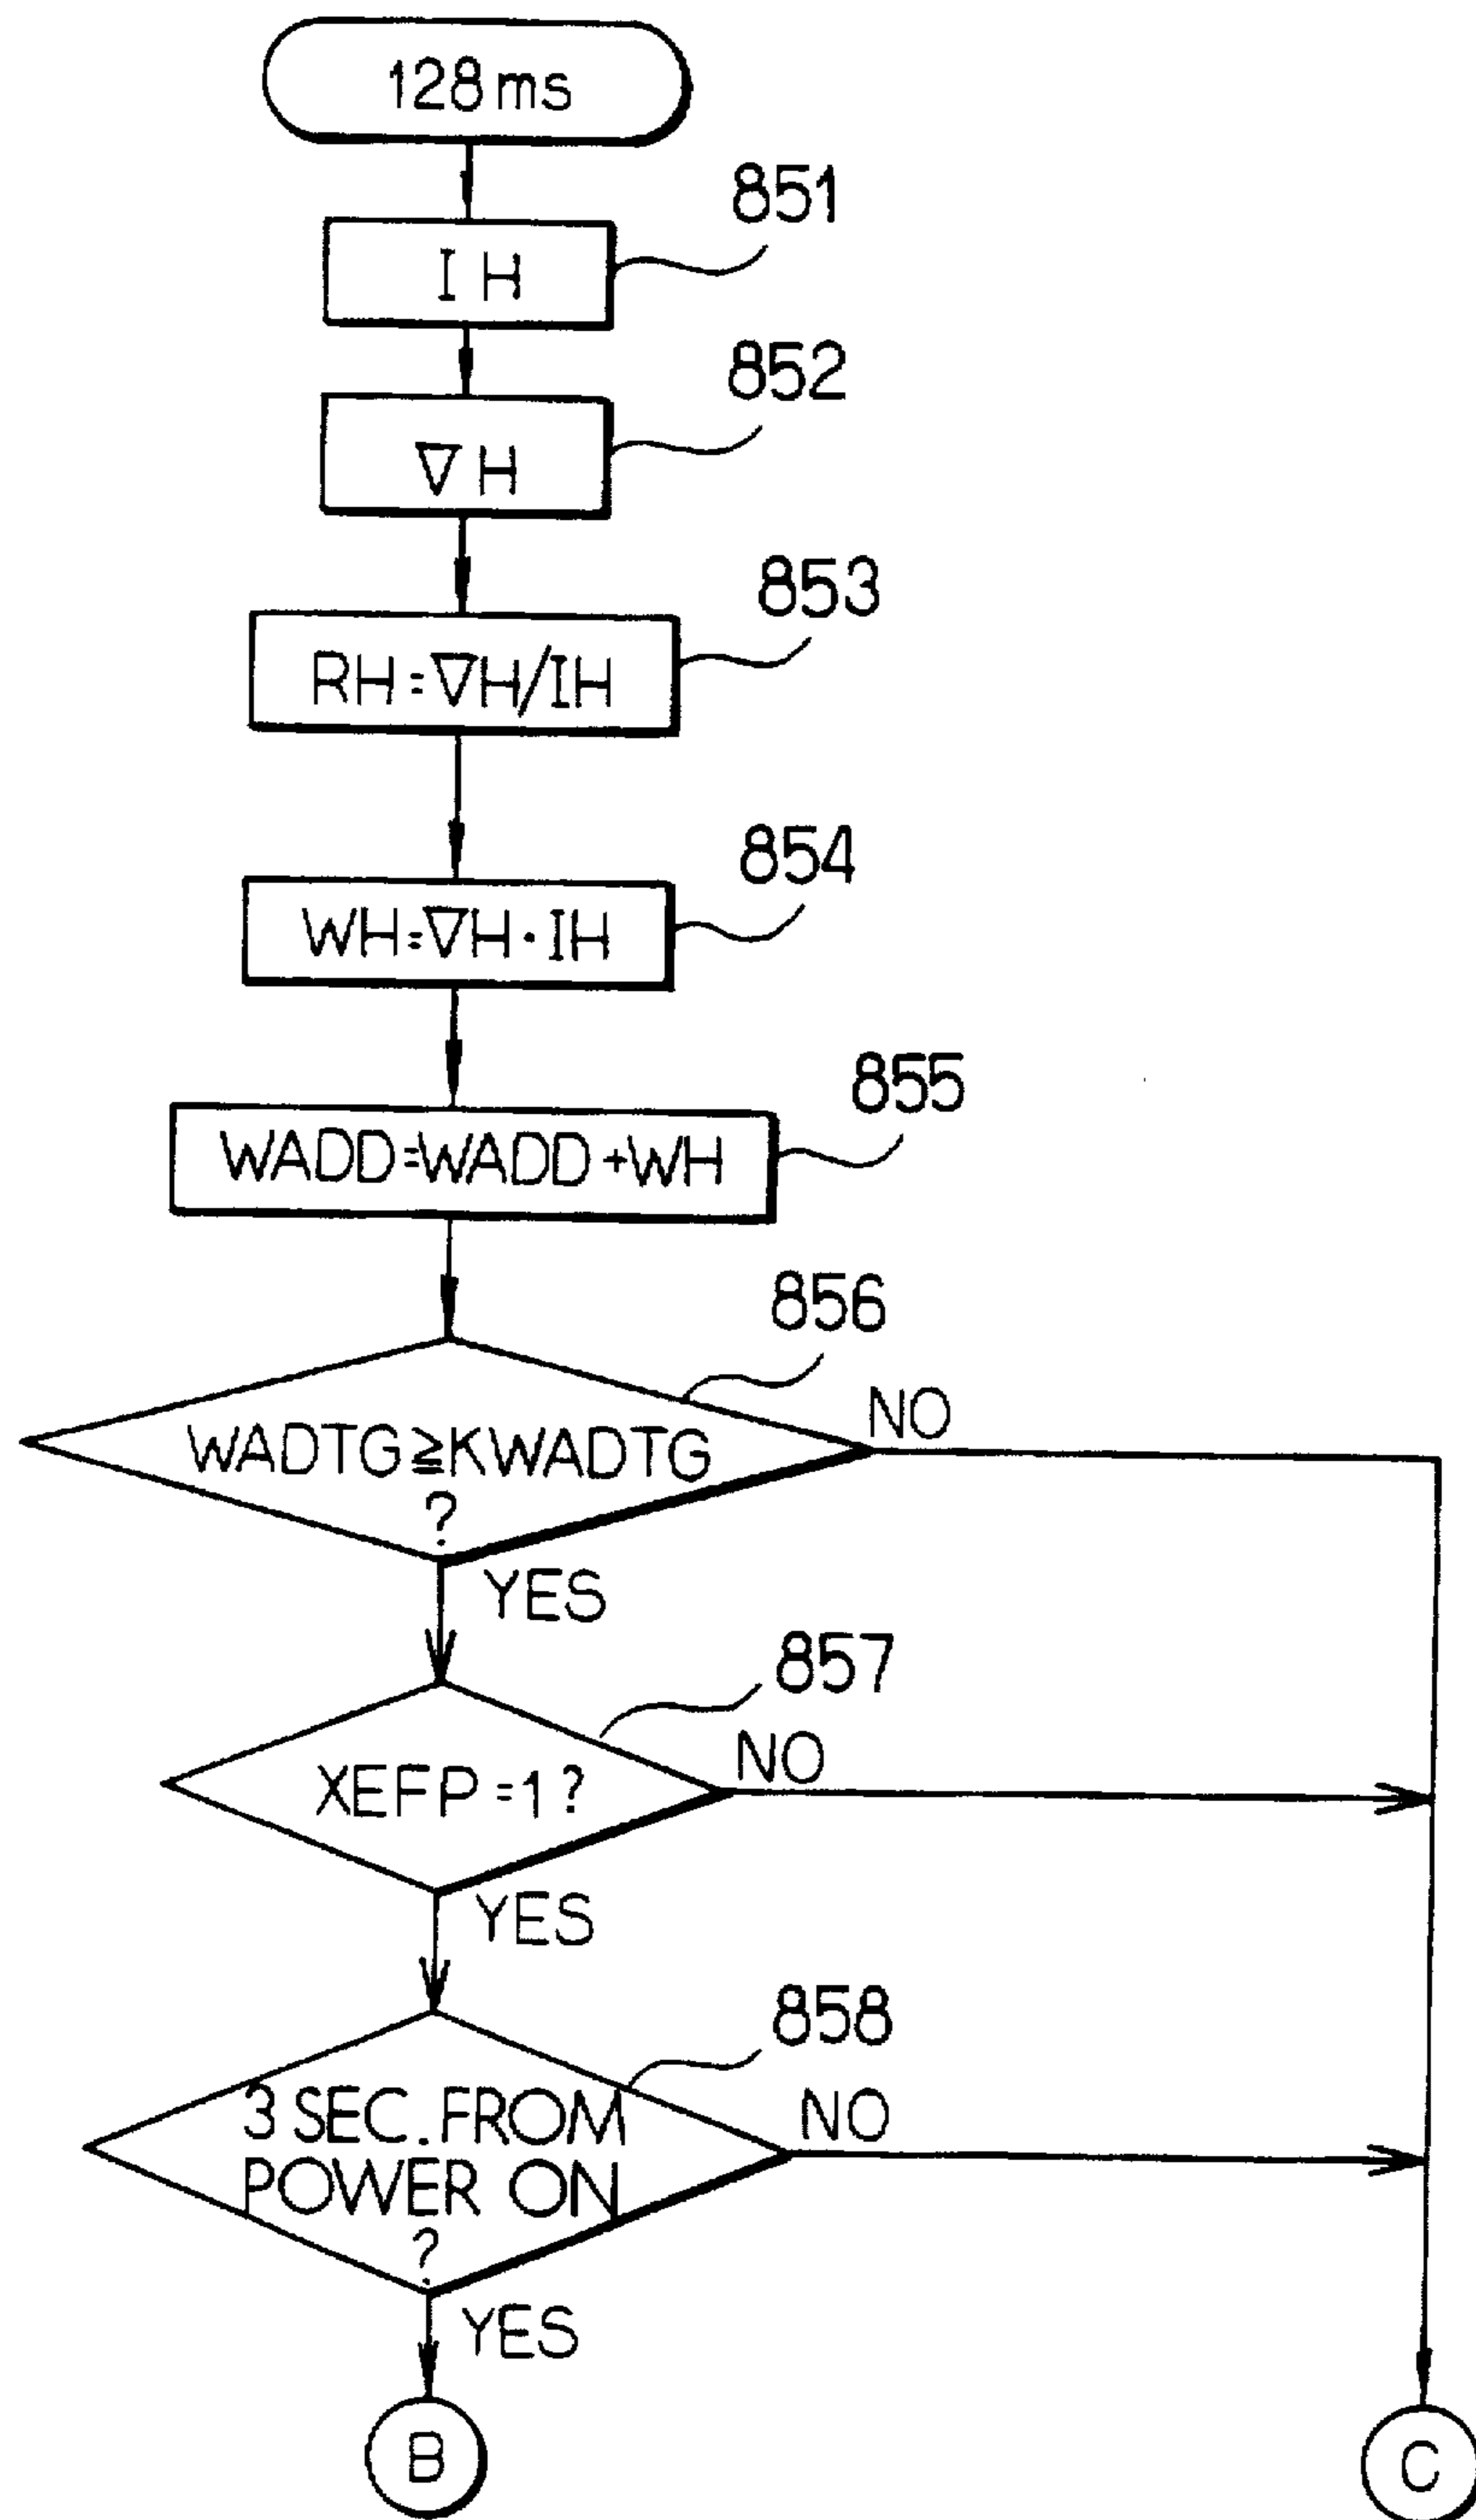 128ms
851
IH
852
∇H
853
RH=∇H/IH
854
WH=∇H·IH
855
WADD=WADD+WH
856
WADTG≧KWADTG
?
NO
YES
857
XEFP=1?
NO
YES
858
3 SEC. FROM
POWER ON
?
NO
YES
B
C